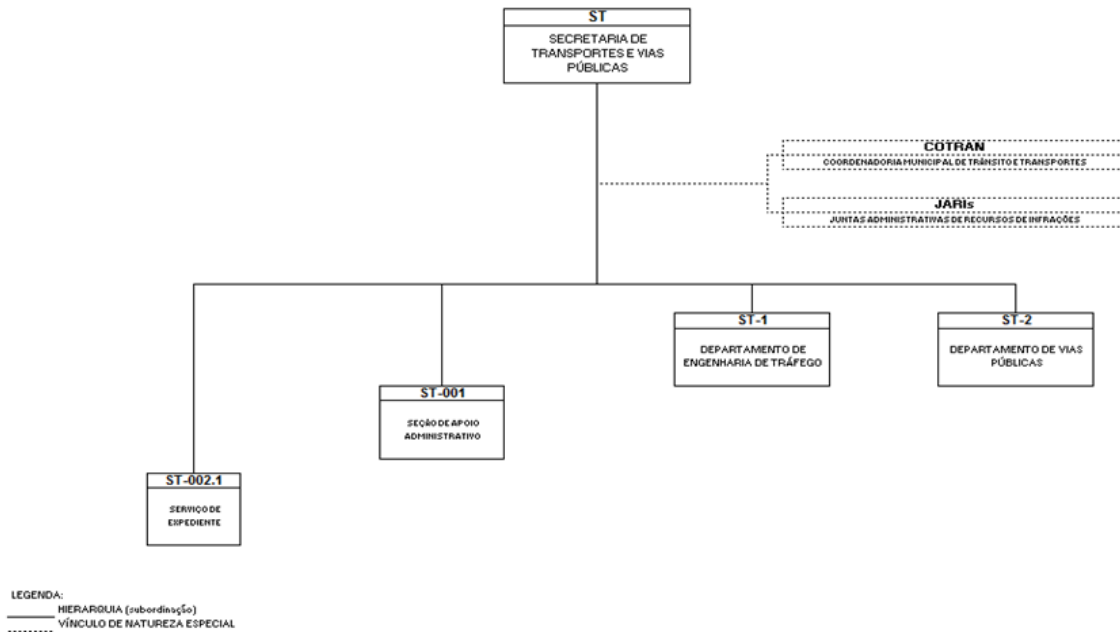 ST
SECRETARIA DE
TRANSPORTES E VIAS
PÚBLICAS
COTRAN
COORDENADORIA MUNICIPAL DE TRÂNSITO E TRANSPORTES
JARIs
JUNTAS ADMINISTRATIVAS DE RECURSOS DE INFRAÇÕES
ST-1
DEPARTAMENTO DE
ENGENHARIA DE TRÁFEGO
ST-2
DEPARTAMENTO DE VIAS
PÚBLICAS
ST-001
SEÇÃO DE APOIO
ADMINISTRATIVO
ST-002.1
SERVIÇO DE
EXPEDIENTE
LEGENDA:
HIERARQUIA (subordinação)
VÍNCULO DE NATUREZA ESPECIAL